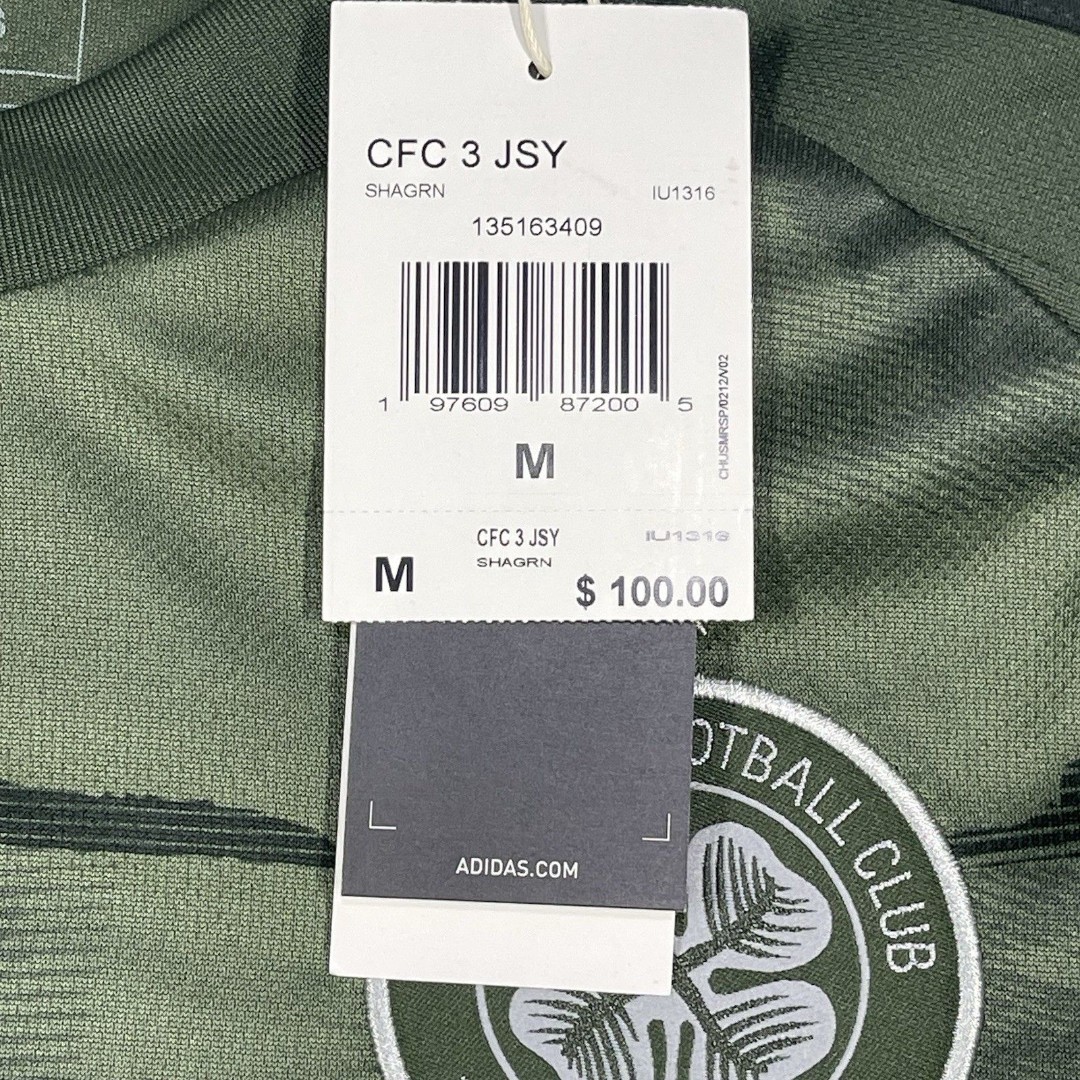 CFC 3 JSY
SHAGRN IU1316
135163409
1 97609 87200 5
CHUSMRSP/0212/V02
M
CFC 3 JSY IU1316
SHAGRN
M $ 100.00
ADIDAS.COM
OTBALL CLUB